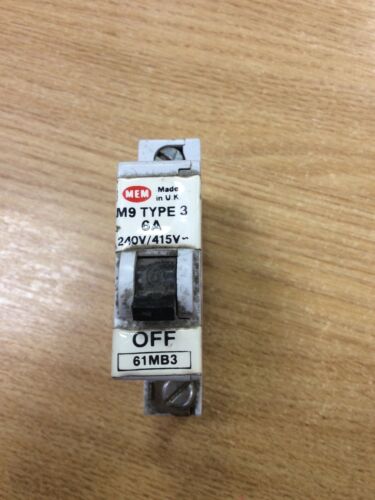 MEM
Made
in U.K
M9 TYPE 3
6A
240V/415V~
OFF
61MB3